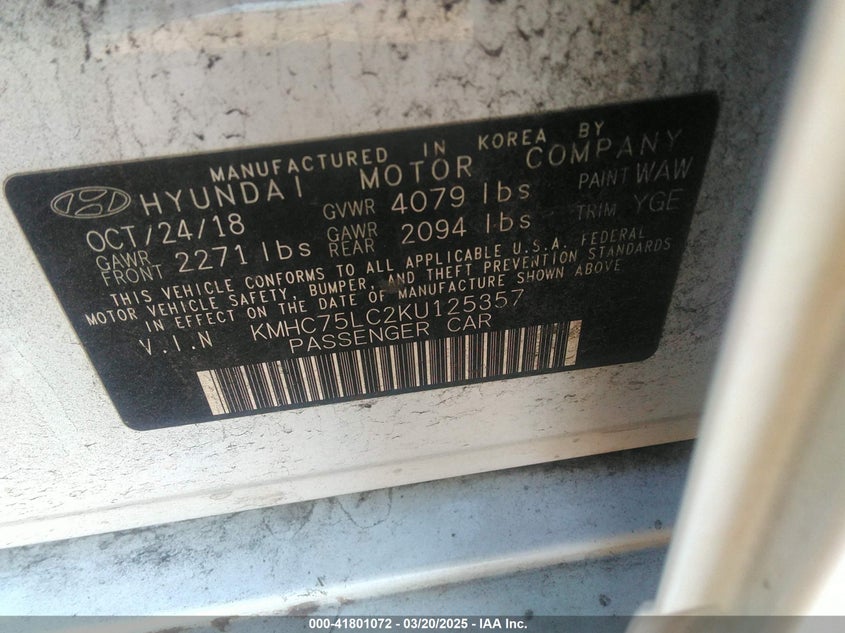 MANUFACTURED IN KOREA BY
HYUNDAI MOTOR COMPANY
OCT/24/18 GVWR 4079 lbs PAINT WAW
GAWR FRONT 2271 lbs GAWR REAR 2094 lbs TRIM YGE
THIS VEHICLE CONFORMS TO ALL APPLICABLE U.S.A. FEDERAL
MOTOR VEHICLE SAFETY, BUMPER, AND THEFT PREVENTION STANDARDS
IN EFFECT ON THE DATE OF MANUFACTURE SHOWN ABOVE
V.I.N KMHC75LC2KU125357
PASSENGER CAR
000-41801072 - 03/20/2025 - IAA Inc.